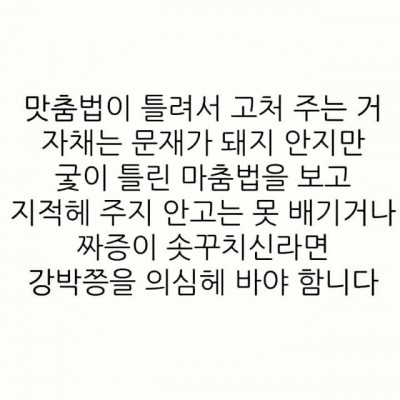 맛춤법이 틀려서 고처 주는 거
자채는 문재가 돼지 안지만
궂이 틀린 마춤법을 보고
지적헤 주지 안고는 못 배기거나
짜증이 솟꾸치신라면
강박쯩을 의심헤 바야 함니다